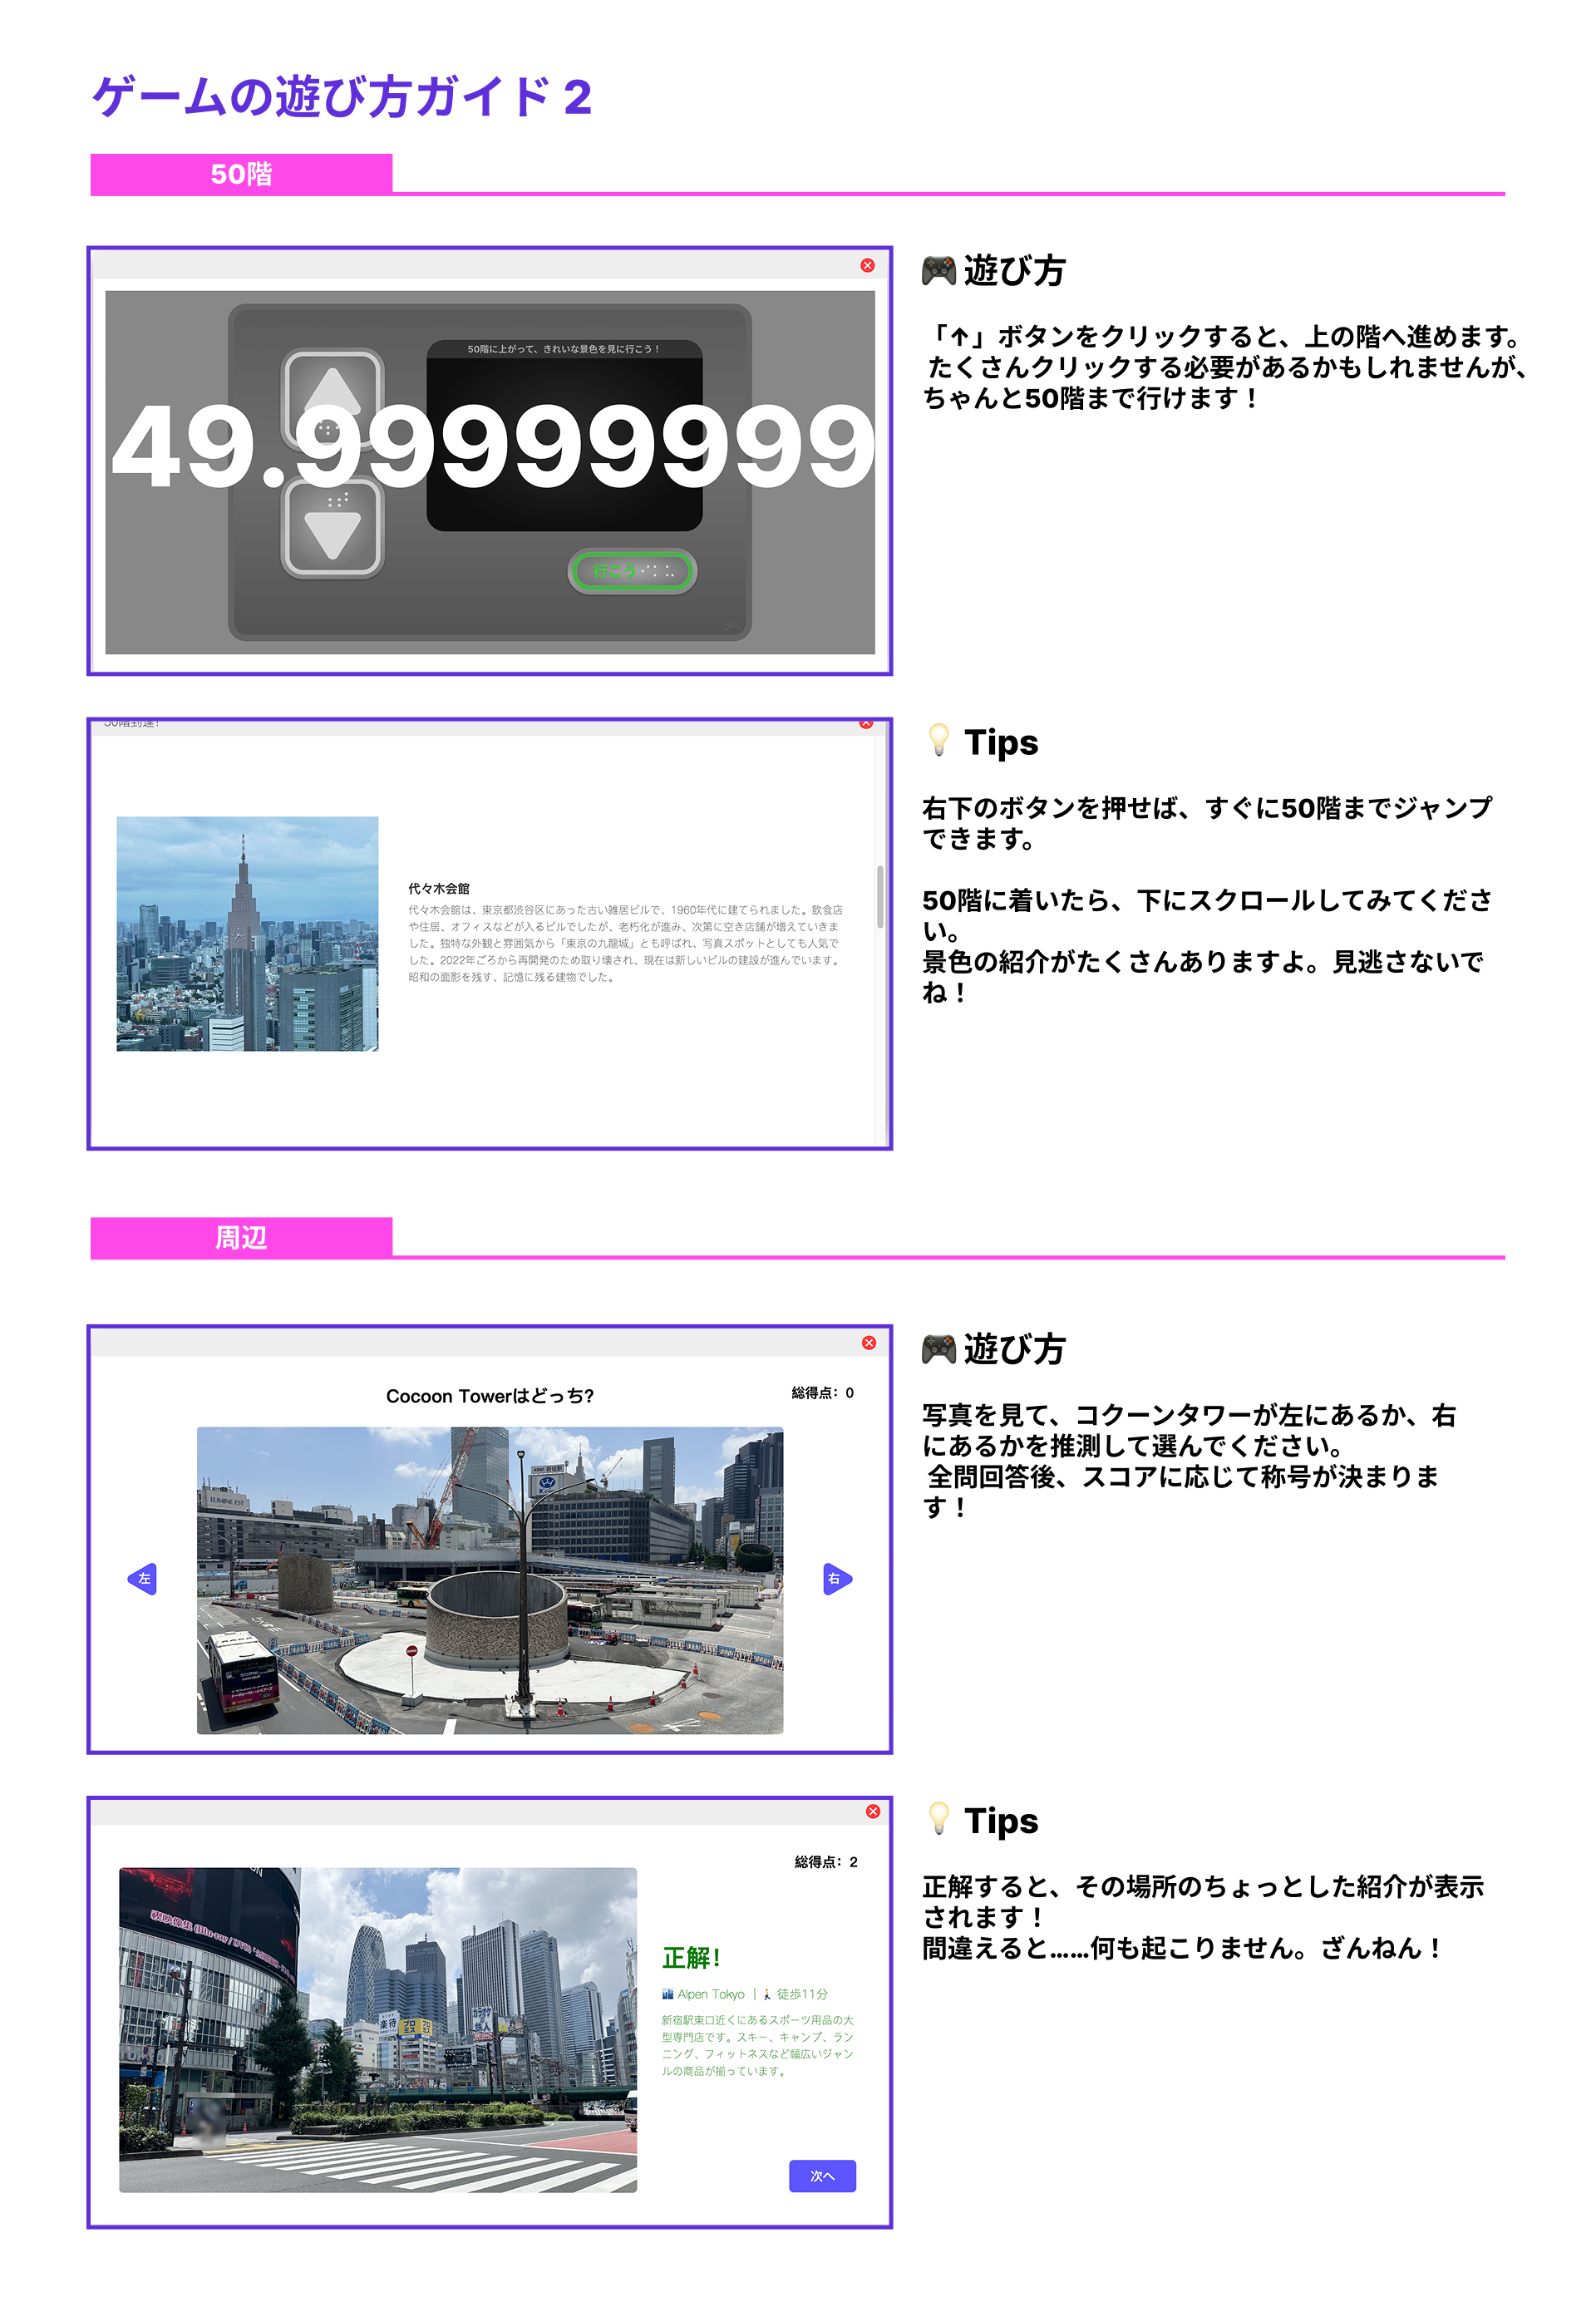 ゲームの遊び方ガイド 2
50階
50階に上がって、きれいな景色を見に行こう！
49.99999999
行こう
🎮 遊び方
「↑」ボタンをクリックすると、上の階へ進めます。
たくさんクリックする必要があるかもしれませんが、
ちゃんと50階まで行けます！
50階到達！
代々木会館
代々木会館は、東京都渋谷区にあった古い雑居ビルで、1960年代に建てられました。飲食店
や住居、オフィスなどが入るビルでしたが、老朽化が進み、次第に空き店舗が増えていきま
した。独特な外観と雰囲気から「東京の九龍城」とも呼ばれ、写真スポットとしても人気で
した。2022年ごろから再開発のため取り壊され、現在は新しいビルの建設が進んでいます。
昭和の面影を残す、記憶に残る建物でした。
💡 Tips
右下のボタンを押せば、すぐに50階までジャンプ
できます。
50階に着いたら、下にスクロールしてみてくださ
い。
景色の紹介がたくさんありますよ。見逃さないで
ね！
周辺
Cocoon Towerはどっち?
総得点：0
LUMINE EST
左
右
🎮 遊び方
写真を見て、コクーンタワーが左にあるか、右
にあるかを推測して選んでください。
全問回答後、スコアに応じて称号が決まりま
す！
総得点：2
正解！
🏙️ Alpen Tokyo ｜🚶 徒歩11分
新宿駅東口近くにあるスポーツ用品の大
型専門店です。スキー、キャンプ、ラン
ニング、フィットネスなど幅広いジャン
ルの商品が揃っています。
次へ
💡 Tips
正解すると、その場所のちょっとした紹介が表示
されます！
間違えると……何も起こりません。ざんねん！